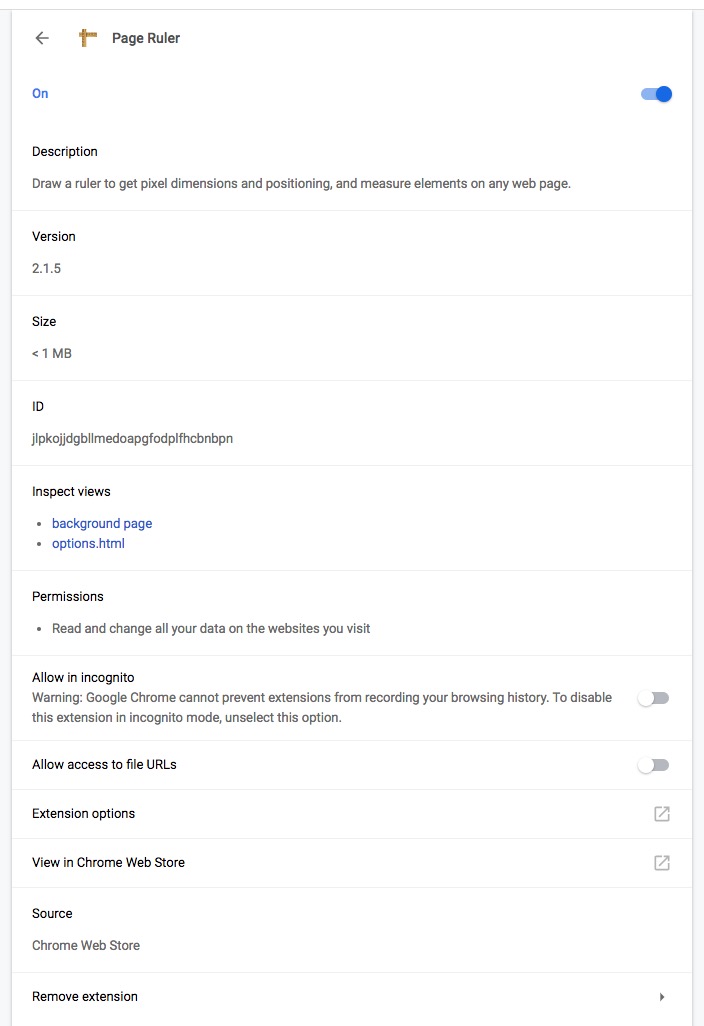 Page Ruler
On
Description
Draw a ruler to get pixel dimensions and positioning, and measure elements on any web page.
Version
2.1.5
Size
< 1 MB
ID
jlpkojjdgbllmedoapgfodplfhcbnbpn
Inspect views
background page
options.html
Permissions
Read and change all your data on the websites you visit
Allow in incognito
Warning: Google Chrome cannot prevent extensions from recording your browsing history. To disable
this extension in incognito mode, unselect this option.
Allow access to file URLs
Extension options
View in Chrome Web Store
Source
Chrome Web Store
Remove extension